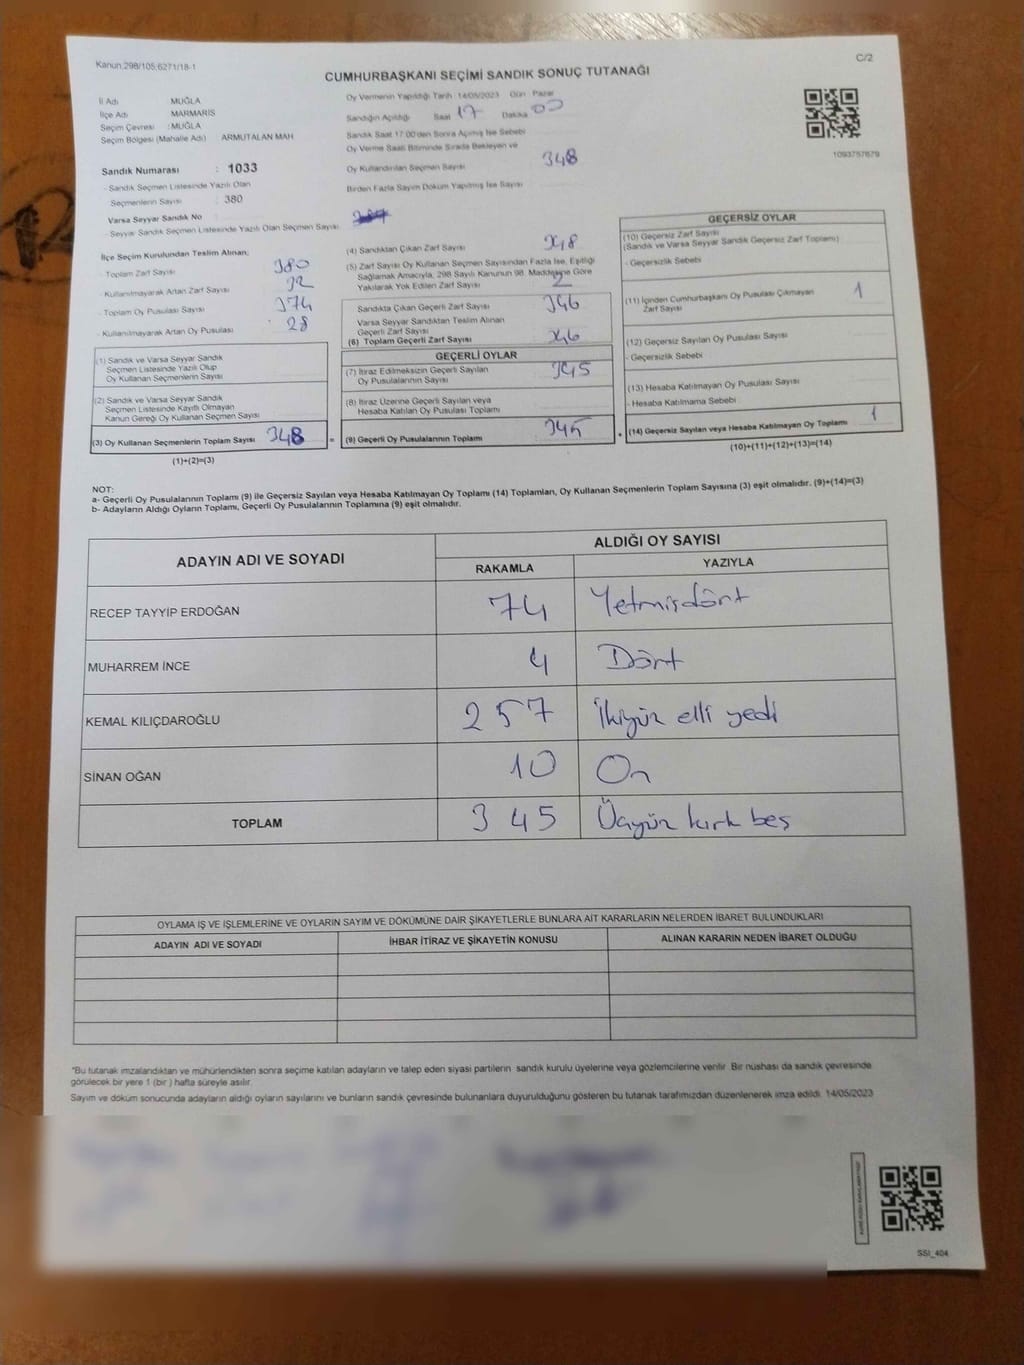 Kanun:298/105;6271/18-1
C/2
CUMHURBAŞKANI SEÇİMİ SANDIK SONUÇ TUTANAĞI
İl Adı : MUĞLA
İlçe Adı : MARMARİS
Seçim Çevresi : MUĞLA
Seçim Bölgesi (Mahalle Adı) ARMUTALAN MAH
Sandık Numarası : 1033
- Sandık Seçmen Listesinde Yazılı Olan
Seçmenlerin Sayısı : 380
Varsa Seyyar Sandık No
- Seyyar Sandık Seçmen Listesinde Yazılı Olan Seçmen Sayısı
Oy Vermenin Yapıldığı Tarih : 14/05/2023 Gün : Pazar
Sandığın Açıldığı Saat 17 Dakika 00
Sandık Saat 17:00'den Sonra Açılmış İse Sebebi
Oy Verme Saati Bitiminde Sırada Bekleyen ve
Oy Kullandırılan Seçmen Sayısı 348
Birden Fazla Sayım Döküm Yapılmış İse Sayısı
1093757679
İlçe Seçim Kurulundan Teslim Alınan;
- Toplam Zarf Sayısı 380
- Kullanılmayarak Artan Zarf Sayısı 32
- Toplam Oy Pusulası Sayısı 374
- Kullanılmayarak Artan Oy Pusulası 28
(1) Sandık ve Varsa Seyyar Sandık
Seçmen Listesinde Yazılı Olup
Oy Kullanan Seçmenlerin Sayısı
(2) Sandık ve Varsa Seyyar Sandık
Seçmen Listesinde Kayıtlı Olmayan
Kanun Gereği Oy Kullanan Seçmen Sayısı
(3) Oy Kullanan Seçmenlerin Toplam Sayısı 348 =
(1)+(2)=(3)
(4) Sandıktan Çıkan Zarf Sayısı 348
(5) Zarf Sayısı Oy Kullanan Seçmen Sayısından Fazla İse, Eşitliği
Sağlamak Amacıyla, 298 Sayılı Kanunun 98. Maddesine Göre
Yakılarak Yok Edilen Zarf Sayısı 2
Sandıkta Çıkan Geçerli Zarf Sayısı 346
Varsa Seyyar Sandıktan Teslim Alınan
Geçerli Zarf Sayısı
(6) Toplam Geçerli Zarf Sayısı 346
GEÇERLİ OYLAR
(7) İtiraz Edilmeksizin Geçerli Sayılan
Oy Pusulalarının Sayısı 345
(8) İtiraz Üzerine Geçerli Sayılan veya
Hesaba Katılan Oy Pusulası Toplamı
(9) Geçerli Oy Pusulalarının Toplamı 345 +
GEÇERSİZ OYLAR
(10) Geçersiz Zarf Sayısı
(Sandık ve Varsa Seyyar Sandık Geçersiz Zarf Toplamı)
- Geçersizlik Sebebi
(11) İçinden Cumhurbaşkanı Oy Pusulası Çıkmayan
Zarf Sayısı 1
(12) Geçersiz Sayılan Oy Pusulası Sayısı
- Geçersizlik Sebebi
(13) Hesaba Katılmayan Oy Pusulası Sayısı
- Hesaba Katılmama Sebebi
(14) Geçersiz Sayılan veya Hesaba Katılmayan Oy Toplamı 1
(10)+(11)+(12)+(13)=(14)
NOT:
a- Geçerli Oy Pusulalarının Toplamı (9) ile Geçersiz Sayılan veya Hesaba Katılmayan Oy Toplamı (14) Toplamları, Oy Kullanan Seçmenlerin Toplam Sayısına (3) eşit olmalıdır. (9)+(14)=(3)
b- Adayların Aldığı Oyların Toplamı, Geçerli Oy Pusulalarının Toplamına (9) eşit olmalıdır.
ADAYIN ADI VE SOYADI
ALDIĞI OY SAYISI
RAKAMLA YAZIYLA
RECEP TAYYİP ERDOĞAN 74 Yetmişdört
MUHARREM İNCE 4 Dört
KEMAL KILIÇDAROĞLU 257 İkiyüz elli yedi
SİNAN OĞAN 10 On
TOPLAM 345 Üçyüz kırk beş
OYLAMA İŞ VE İŞLEMLERİNE VE OYLARIN SAYIM VE DÖKÜMÜNE DAİR ŞİKAYETLERLE BUNLARA AİT KARARLARIN NELERDEN İBARET BULUNDUKLARI
ADAYIN ADI VE SOYADI İHBAR İTİRAZ VE ŞİKAYETİN KONUSU ALINAN KARARIN NEDEN İBARET OLDUĞU
*Bu tutanak imzalandıktan ve mühürlendikten sonra seçime katılan adayların ve talep eden siyasi partilerin sandık kurulu üyelerine veya gözlemcilerine verilir. Bir nüshası da sandık çevresinde
görülecek bir yere 1 (bir ) hafta süreyle asılır.
Sayım ve döküm sonucunda adayların aldığı oyların sayılarını ve bunların sandık çevresinde bulunanlara duyurulduğunu gösteren bu tutanak tarafımızdan düzenlenerek imza edildi. 14/05/2023
SSI_404